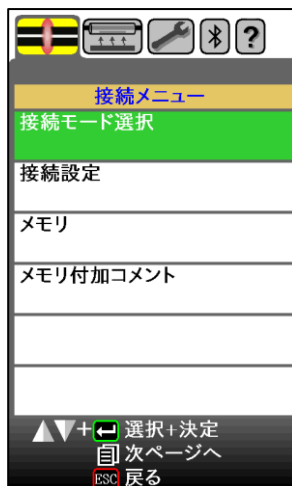 ?
接続メニュー
接続モード選択
接続設定
メモリ
メモリ付加コメント
+ 選択+決定
次ページへ
ESC 戻る